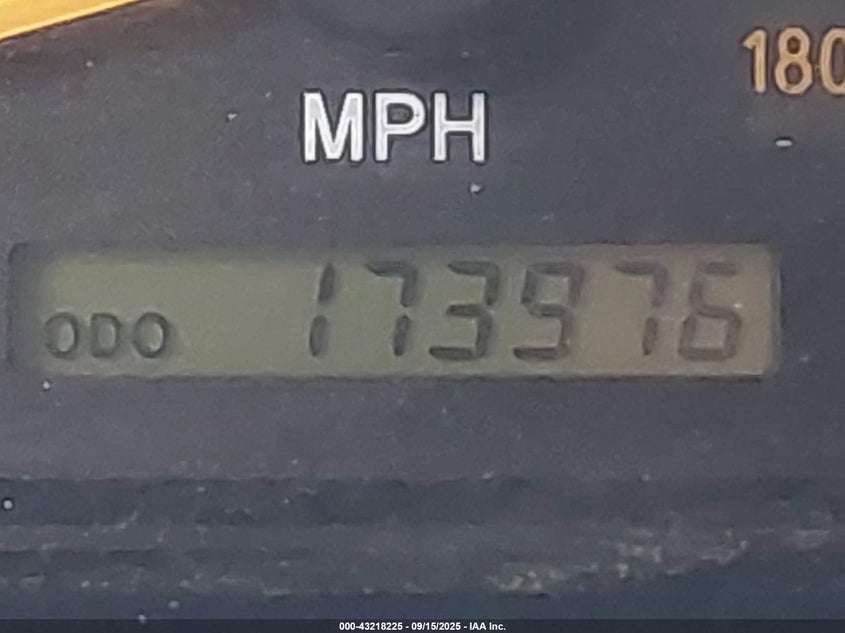 180
MPH
ODO 173976
000-43218225 - 09/15/2025 - IAA Inc.